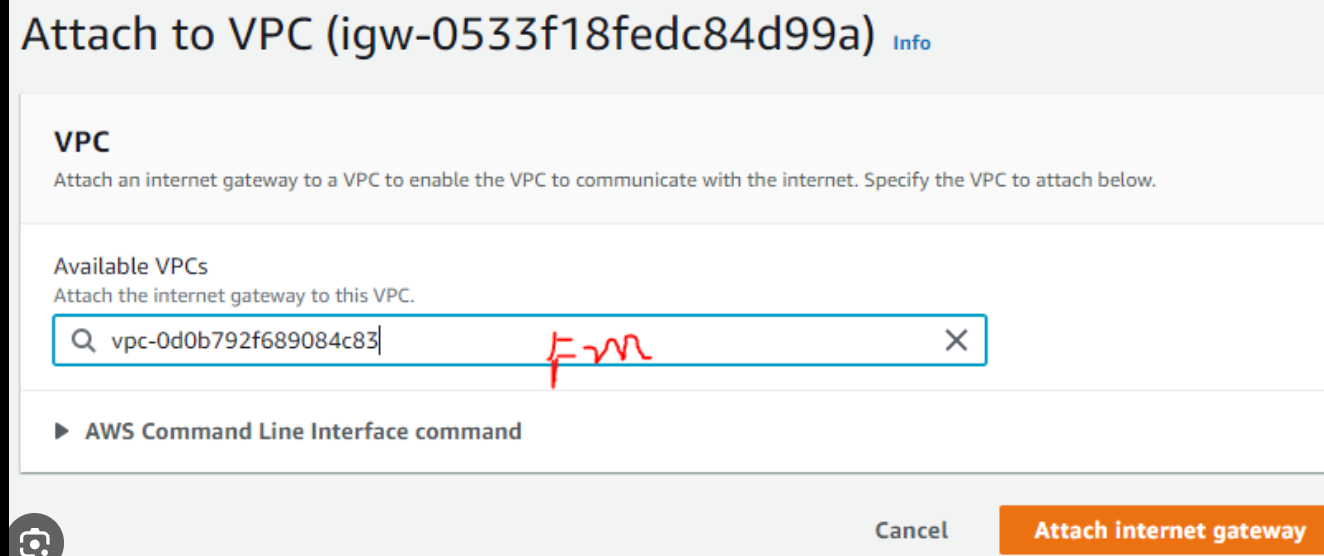 Attach to VPC (igw-0533f18fedc84d99a) Info
VPC
Attach an internet gateway to a VPC to enable the VPC to communicate with the internet. Specify the VPC to attach below.
Available VPCs
Attach the internet gateway to this VPC.
vpc-0d0b792f689084c83
AWS Command Line Interface command
Cancel Attach internet gateway